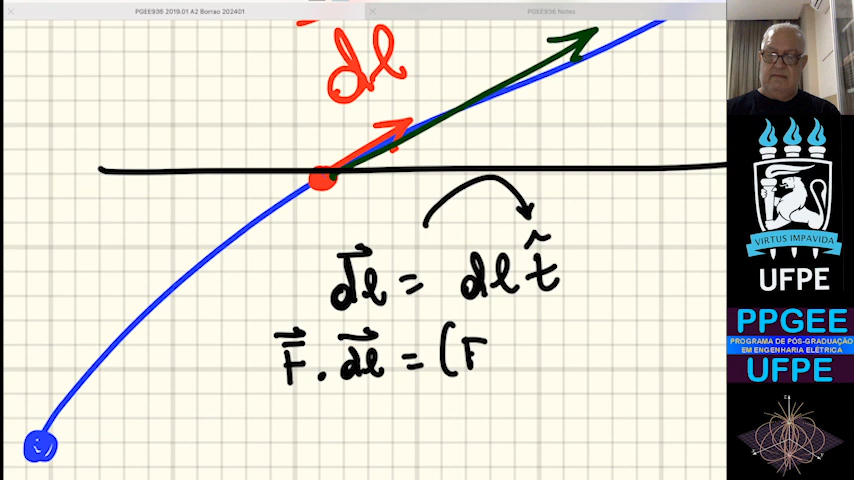 PGEE936 2019.01 A2 Borrao 202401
PGEE936 Notes
dl
dl = dl t̂
F . dl = (F
VIRTUS IMPAVIDA
UFPE
PPGEE
PROGRAMA DE PÓS-GRADUAÇÃO
EM ENGENHARIA ELÉTRICA
UFPE